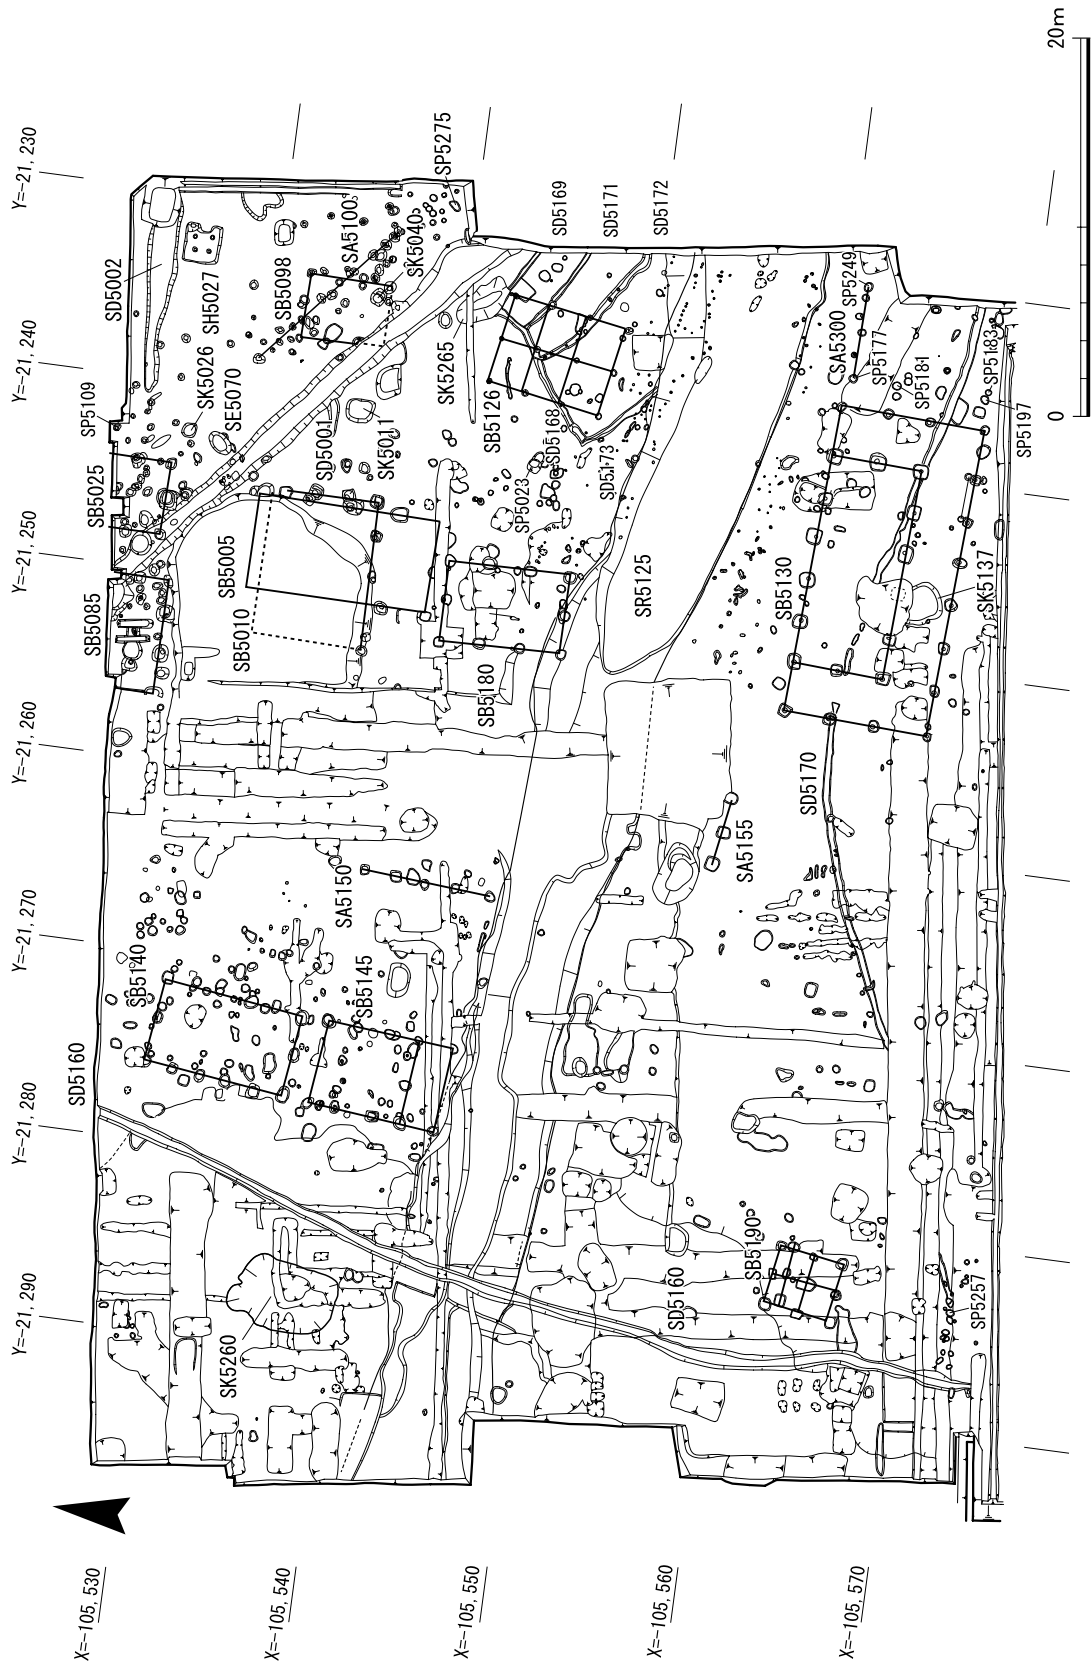 20m
0
Y=-21, 230
Y=-21, 240
Y=-21, 250
Y=-21, 260
Y=-21, 270
Y=-21, 280
Y=-21, 290
X=-105, 530
X=-105, 540
X=-105, 550
X=-105, 560
X=-105, 570
SP5275
SD5169
SD5171
SD5172
SD5002
SH5027
SB5098
SA5100
SK5040
SP5249
SA5300
SP5177
SP5181
SP5183
SP5197
SP5109
SK5026
SE5070
SK5265
SB5126
SD5168
SD5173
SP5023
SD5001
SK5011
SB5025
SB5085
SB5005
SB5010
SB5180
SR5125
SB5130
SK5137
SD5170
SA5155
SA5150
SB5140
SB5145
SD5160
SK5260
SD5160
SB5190
SP5257